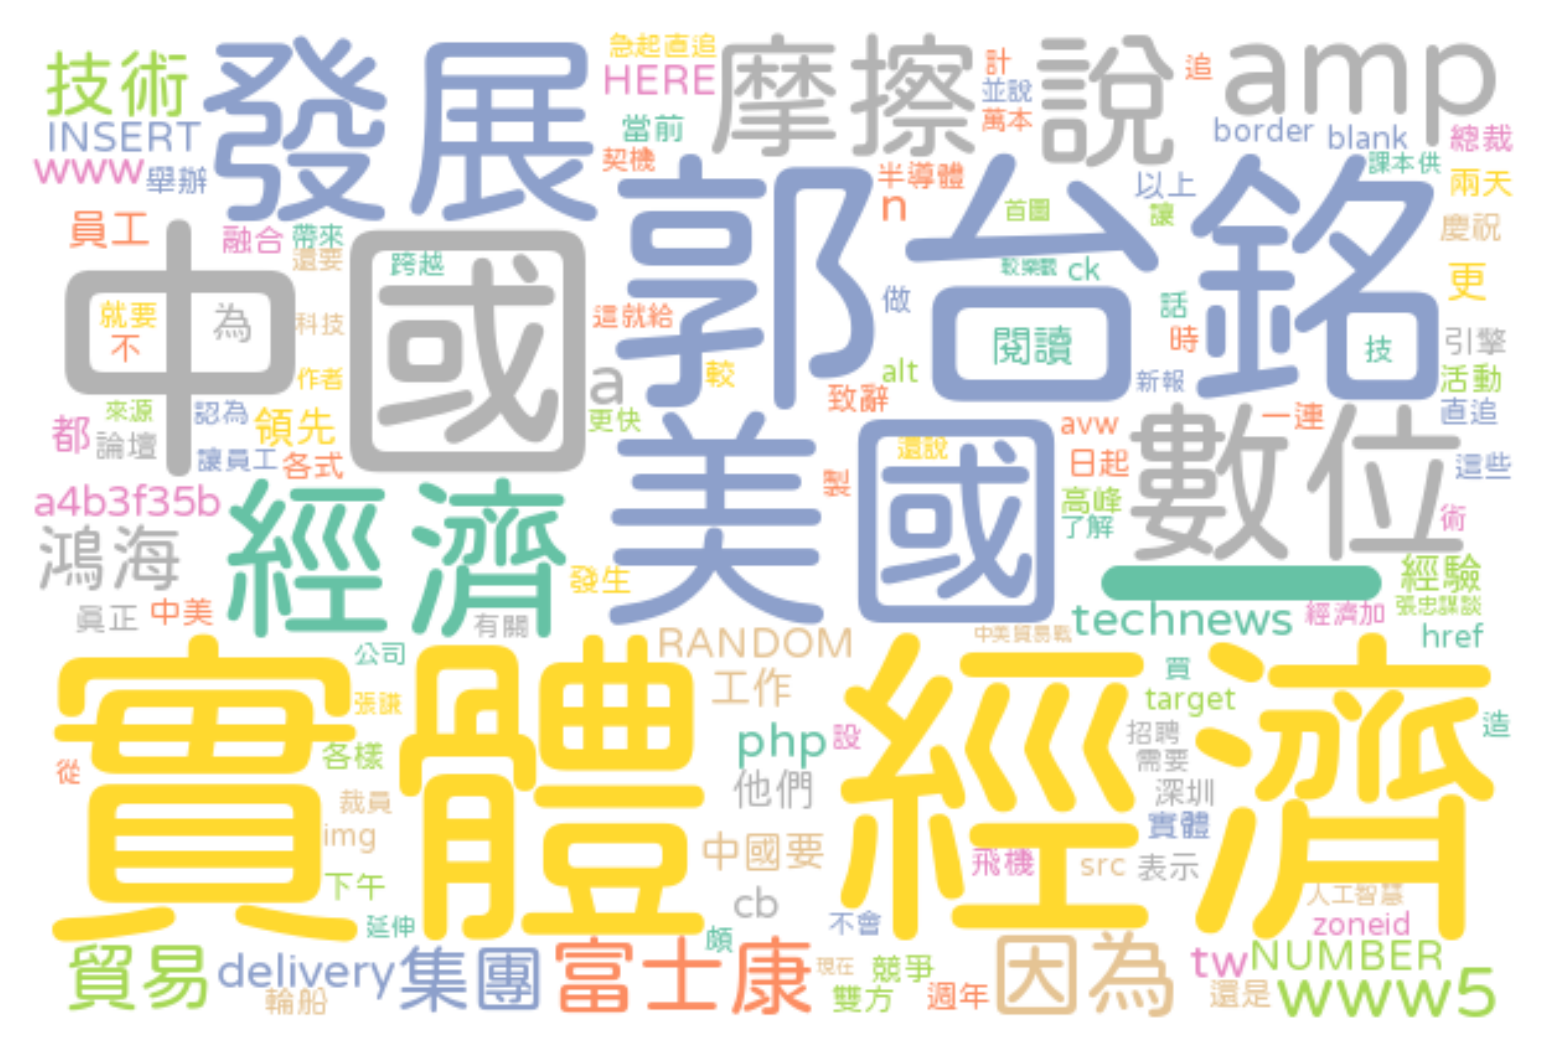 技術
發展
急起直追
HERE
摩擦
計
說
追
amp
INSERT
當前
並說
萬本
border
blank
總裁
www
舉辦
契機
郭台銘
半導體
n
以上
讓
課本供
兩天
員工
融合
帶來
還要
首圖
慶祝
中國
跨越
較樂觀
ck
更
就要
為
科技
這就給
做
閱讀
話
時
技
引擎
不
作者
a
較
alt
新報
活動
來源
認為
領先
更快
致辭
avw
一連
直追
都
論壇
讓員工
各式
美國
還說
日起
數位
這些
a4b3f35b
經濟
製
高峰
了解
術
鴻海
發生
一
經驗
真正
中美
有關
technews
經濟加
張忠謀談
實體經濟
公司
RANDOM
中美貿易戰
href
工作
買
target
張謙
php
設
招聘
造
從
各樣
他們
需要
裁員
深圳
img
中國要
實體
下午
飛機
src
表示
cb
人工智慧
延伸
頗
不會
zoneid
貿易
delivery
集團
富士康
現在
競爭
因為
tw
NUMBER
輪船
雙方
週年
還是
www5